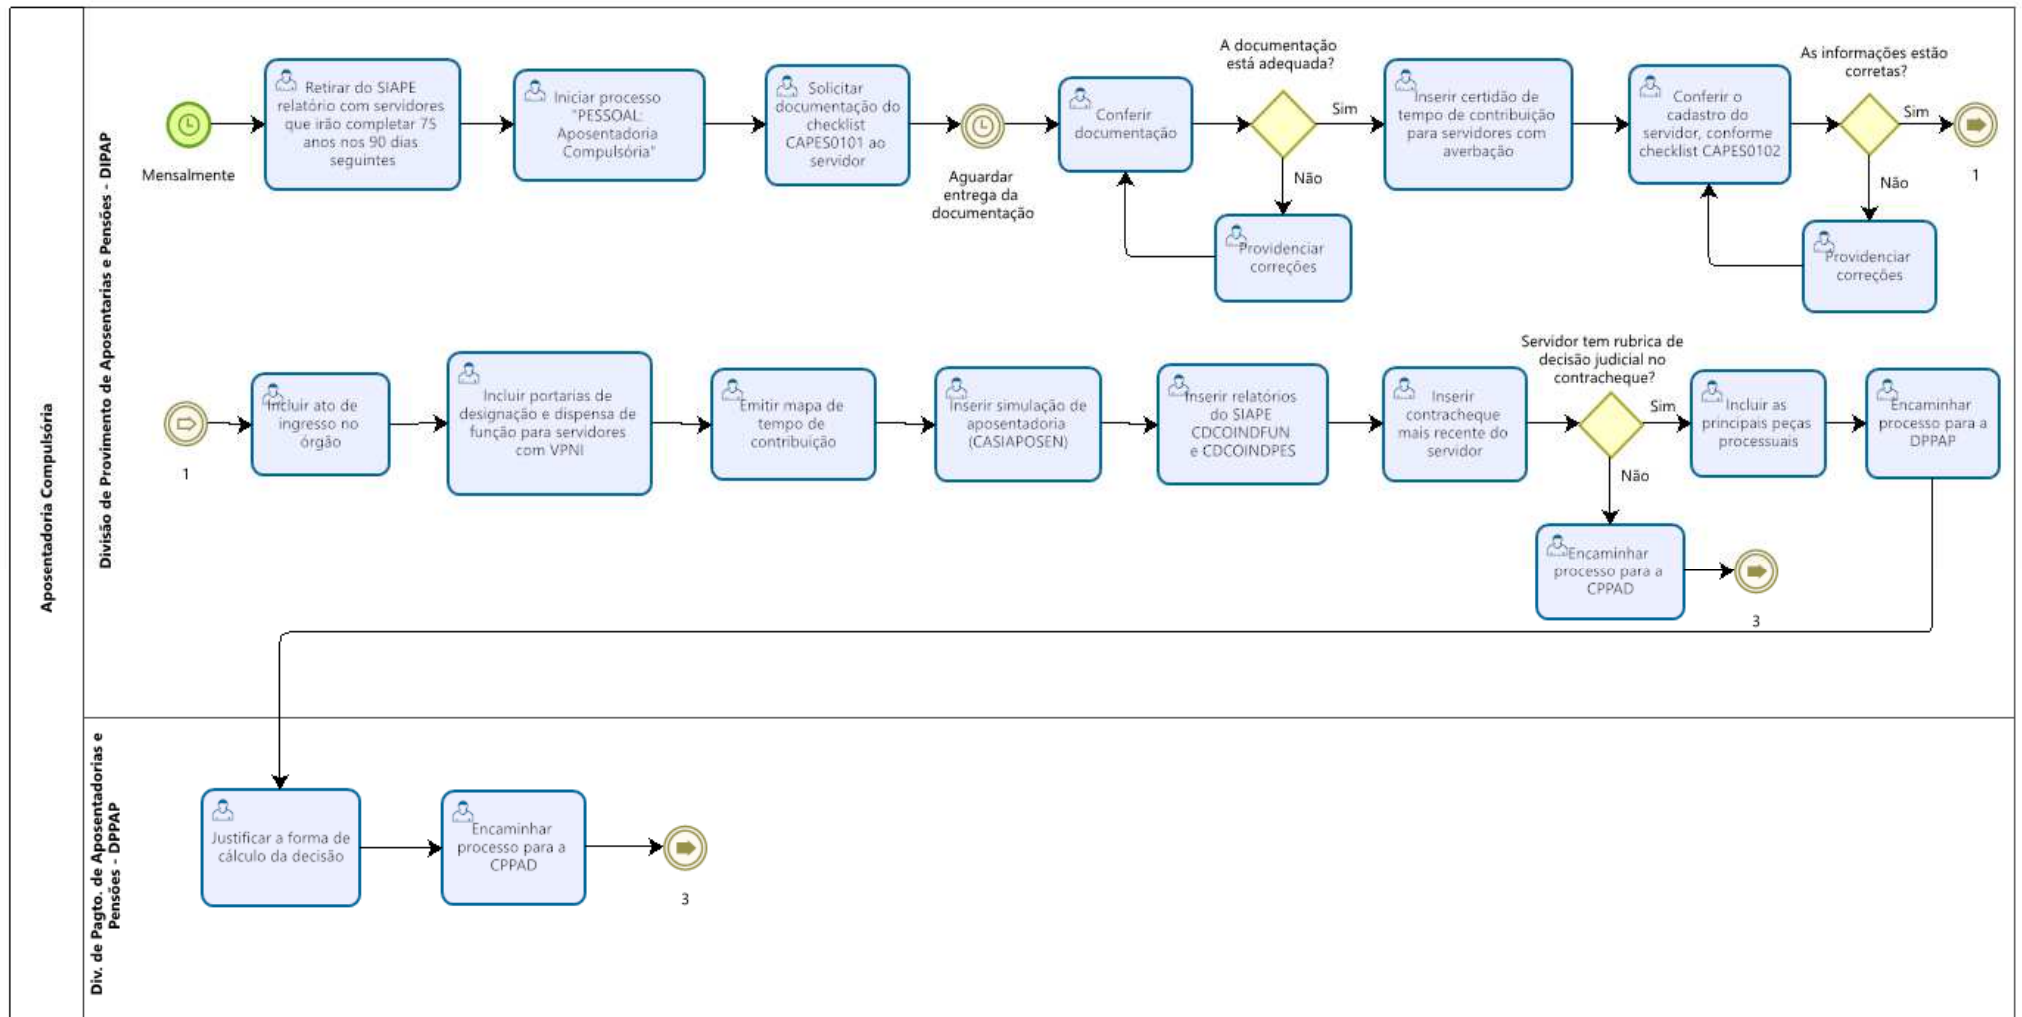 Aposentadoria Compulsória
Divisão de Provimento de Aposentarias e Pensões - DIPAP
Mensalmente
Retirar do SIAPE
relatório com servidores
que irão completar 75
anos nos 90 dias
seguintes
Iniciar processo
"PESSOAL:
Aposentadoria
Compulsória"
Solicitar
documentação do
checklist
CAPES0101 ao
servidor
Aguardar
entrega da
documentação
Conferir
documentação
A documentação
está adequada?
Sim
Não
Providenciar
correções
Inserir certidão de
tempo de contribuição
para servidores com
averbação
Conferir o
cadastro do
servidor, conforme
checklist CAPES0102
As informações estão
corretas?
Sim
Não
Providenciar
correções
1
1
Incluir ato de
ingresso no
órgão
Incluir portarias de
designação e dispensa de
função para servidores
com VPNI
Emitir mapa de
tempo de
contribuição
Inserir simulação de
aposentadoria
(CASIAPOSEN)
Inserir relatórios
do SIAPE
CDCOINDFUN
e CDCOINDPES
Inserir
contracheque
mais recente do
servidor
Servidor tem rubrica de
decisão judicial no
contracheque?
Sim
Não
Incluir as
principais peças
processuais
Encaminhar
processo para a
DPPAP
Encaminhar
processo para a
CPPAD
3
Div. de Pagto. de Aposentadorias e
Pensões - DPPAP
Justificar a forma de
cálculo da decisão
Encaminhar
processo para a
CPPAD
3